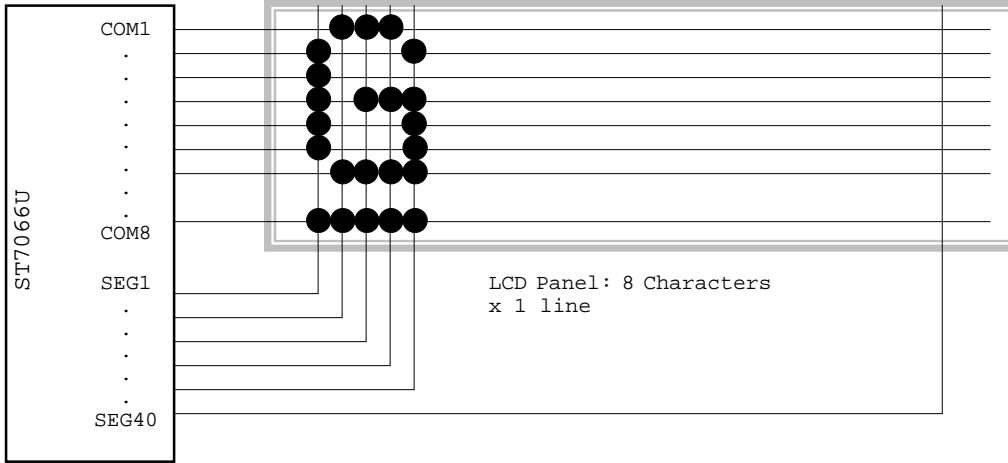 COM1
.
.
.
.
.
.
.
.
COM8
ST7066U
SEG1
.
.
.
.
.
SEG40
LCD Panel: 8 Characters
x 1 line